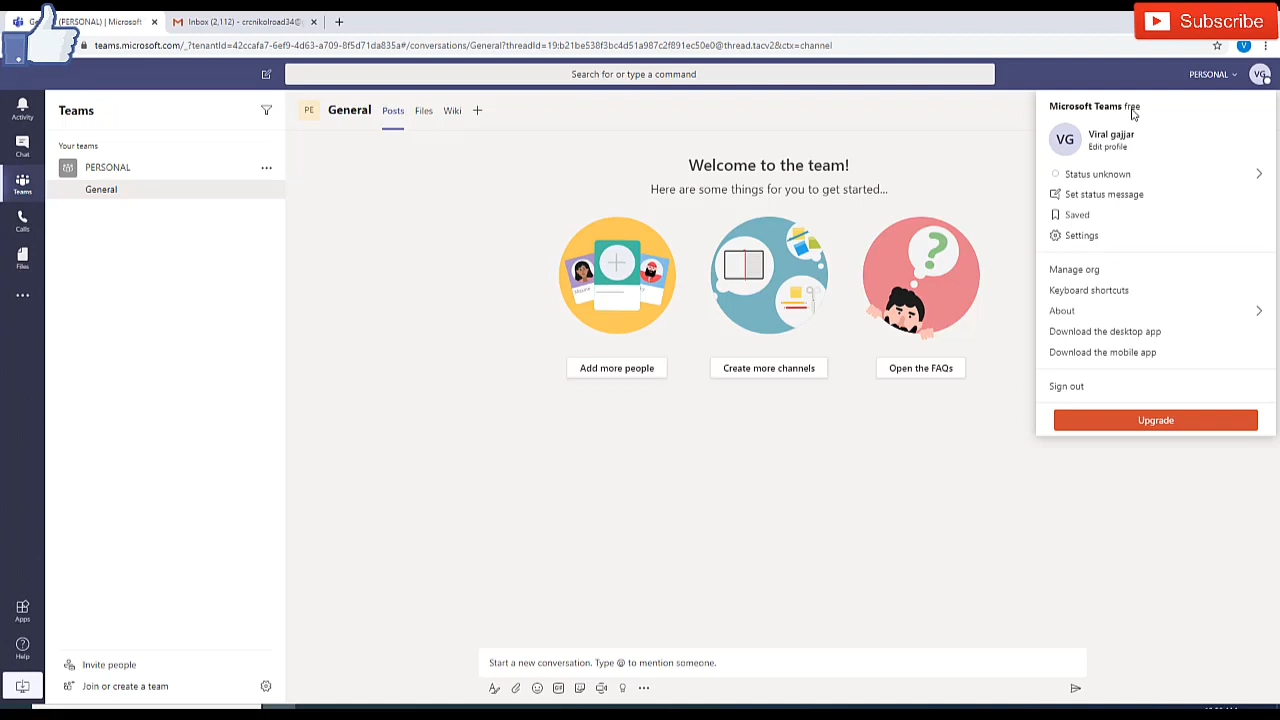 (PERSONAL) | Microsoft
Inbox (2,112) - crcnikolroad34@
Subscribe
teams.microsoft.com/_?tenantId=42ccafa7-6ef9-4d63-a709-8f5d71da835a#/conversations/General?threadId=19:b21be538f3bc4d51a987c2f891ec50e0@thread.tacv2&ctx=channel
V
Search for or type a command
PERSONAL
VG
Activity
Chat
Teams
Calls
Files
Apps
Help
Teams
Your teams
PERSONAL
General
Invite people
Join or create a team
PE
General
Posts
Files
Wiki
Welcome to the team!
Here are some things for you to get started...
Add more people
Create more channels
Open the FAQs
Start a new conversation. Type @ to mention someone.
Microsoft Teams free
VG
Viral gajjar
Edit profile
Status unknown
Set status message
Saved
Settings
Manage org
Keyboard shortcuts
About
Download the desktop app
Download the mobile app
Sign out
Upgrade